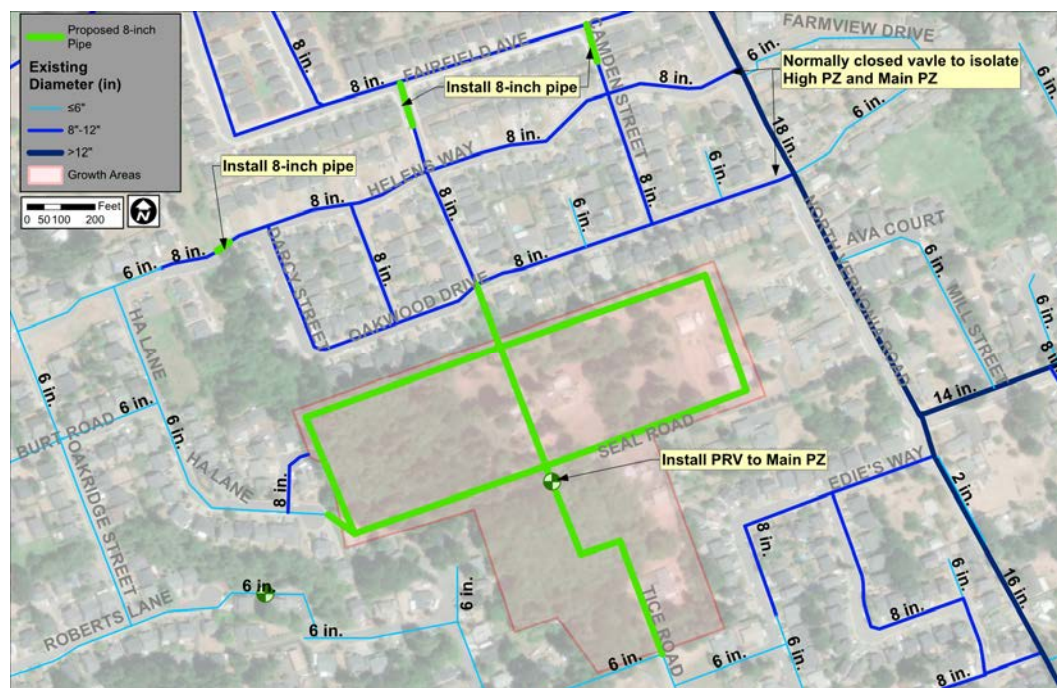 Proposed 8-inch
Pipe
Existing
Diameter (in)
≤6"
8"-12"
>12"
Growth Areas
Feet
0 50 100 200
N
FARMVIEW DRIVE
CAMDEN STREET
6 in.
8 in.
FAIRFIELD AVE
8 in.
Normally closed vavle to isolate
High PZ and Main PZ
Install 8-inch pipe
6 in.
6 in.
18 in.
8 in.
Install 8-inch pipe
HELENS WAY
8 in.
8 in.
6 in.
8 in.
6 in.
NORTH VERNONIA ROAD
AVA COURT
MILL STREET
6 in.
8 in.
6 in.
8 in.
DARCY STREET
8 in.
OAKWOOD DRIVE
8 in.
HA LANE
14 in.
6 in.
6 in.
BURT ROAD
OAKRIDGE STREET
6 in.
HA LANE
8 in.
SEAL ROAD
Install PRV to Main PZ
EDIE'S WAY
2 in.
8 in.
16 in.
6 in.
ROBERTS LANE
6 in.
6 in.
TICE ROAD
6 in.
6 in.
6 in.
8 in.
8 in.